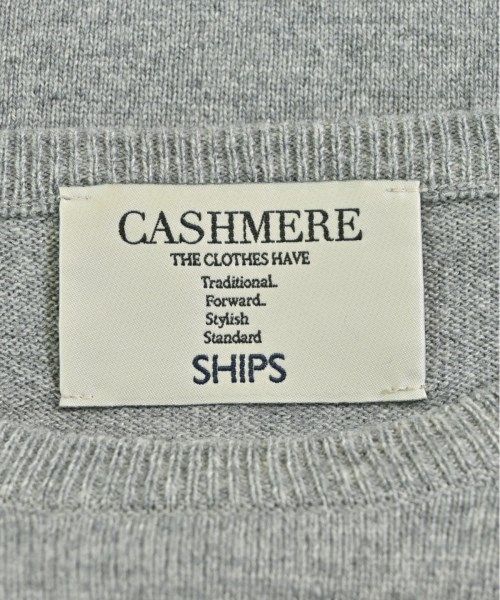 CASHMERE
THE CLOTHES HAVE
Traditional.
Forward.
Stylish
Standard
SHIPS